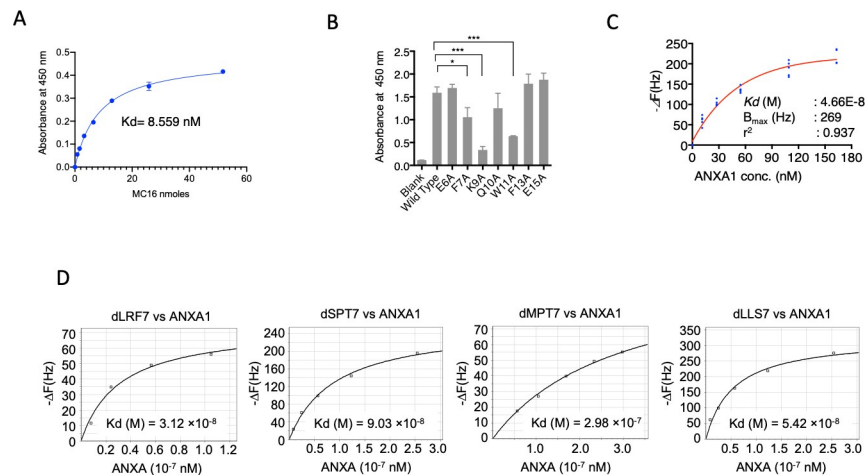 A
B
C
D
Absorbance at 450 nm
0.5
0.4
0.3
0.2
0.1
0.0
Kd= 8.559 nM
0 20 40 60
MC16 nmoles
Absorbance at 450 nm
2.5
2.0
1.5
1.0
0.5
0.0
***
***
*
Blank
Wild Type
E6A
F7A
K9A
Q10A
W11A
F13A
E15A
-⊿F(Hz)
250
200
150
100
50
0
Kd (M) : 4.66E-8
Bmax (Hz) : 269
r² : 0.937
0 30 60 90 120 150 180
ANXA1 conc. (nM)
dLRF7 vs ANXA1
-ΔF(Hz)
70
60
50
40
30
20
10
0
Kd (M) = 3.12 ×10⁻⁸
0.2 0.4 0.6 0.8 1.0 1.2
ANXA (10⁻⁷ nM)
dSPT7 vs ANXA1
-ΔF(Hz)
240
200
160
120
80
40
0
Kd (M) = 9.03 ×10⁻⁸
0.5 1.0 1.5 2.0 2.5 3.0
ANXA (10⁻⁷ nM)
dMPT7 vs ANXA1
-ΔF(Hz)
70
60
50
40
30
20
10
0
Kd (M) = 2.98 ×10⁻⁷
1.0 2.0 3.0
ANXA (10⁻⁷ nM)
dLLS7 vs ANXA1
-ΔF(Hz)
350
300
250
200
150
100
50
0
Kd (M) = 5.42 ×10⁻⁸
0.5 1.0 1.5 2.0 2.5 3.0
ANXA (10⁻⁷ nM)